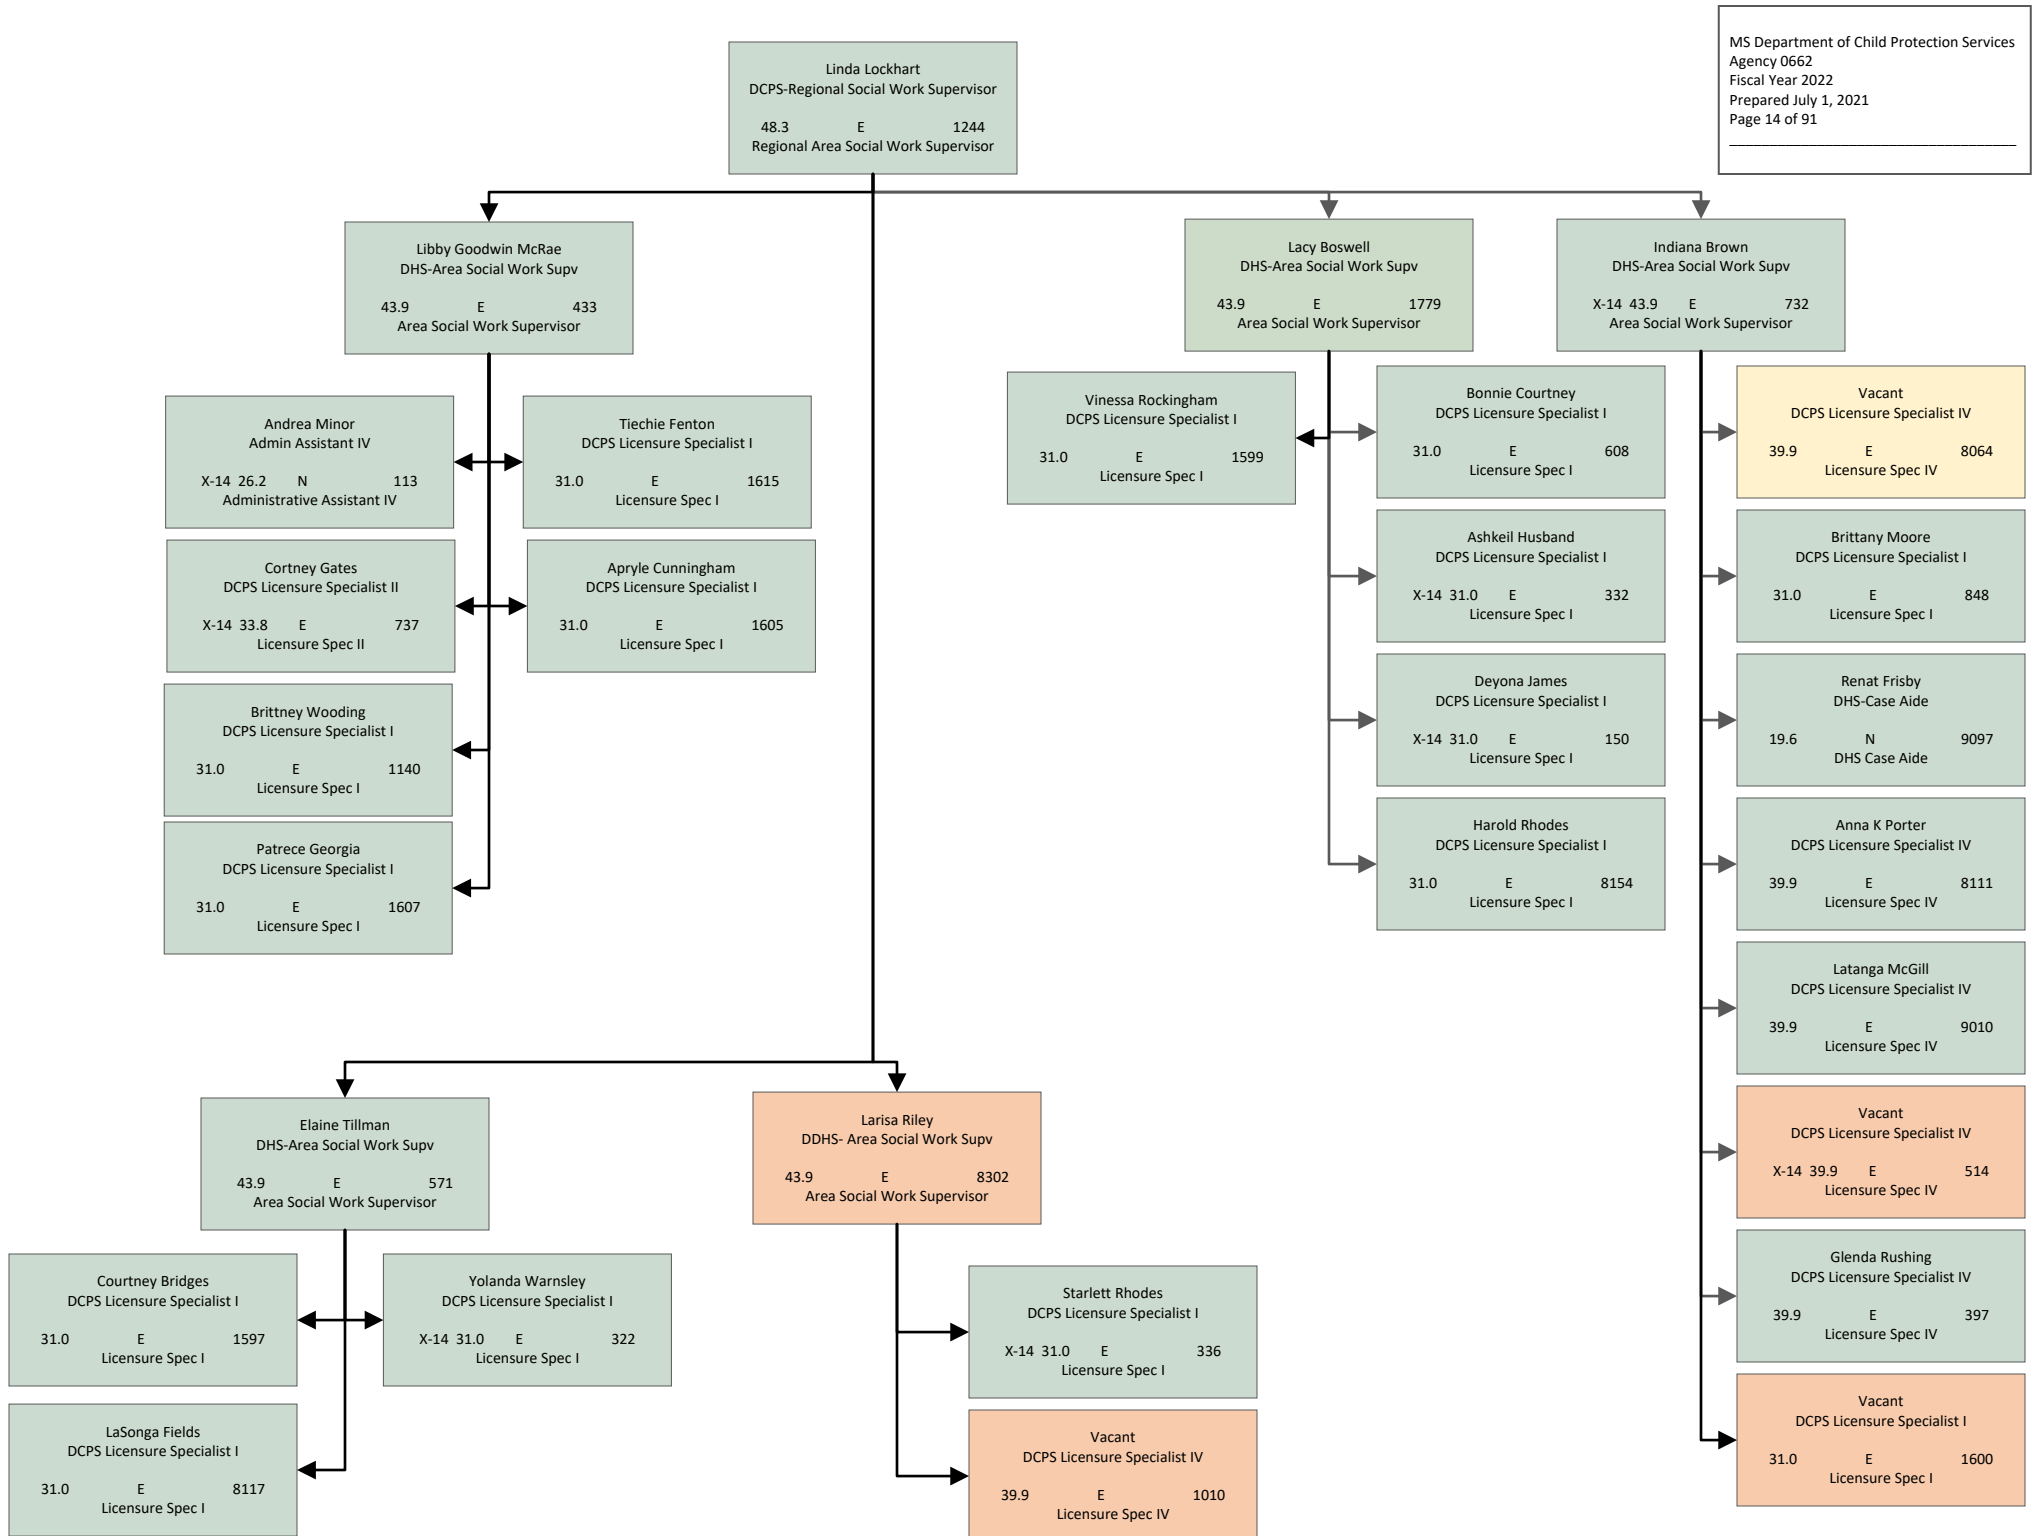 MS Department of Child Protection Services
Agency 0662
Fiscal Year 2022
Prepared July 1, 2021
Page 14 of 91
____________________________________
Linda Lockhart
DCPS-Regional Social Work Supervisor
48.3 E 1244
Regional Area Social Work Supervisor
Libby Goodwin McRae
DHS-Area Social Work Supv
43.9 E 433
Area Social Work Supervisor
Andrea Minor
Admin Assistant IV
X-14 26.2 N 113
Administrative Assistant IV
Tiechie Fenton
DCPS Licensure Specialist I
31.0 E 1615
Licensure Spec I
Cortney Gates
DCPS Licensure Specialist II
X-14 33.8 E 737
Licensure Spec II
Apryle Cunningham
DCPS Licensure Specialist I
31.0 E 1605
Licensure Spec I
Brittney Wooding
DCPS Licensure Specialist I
31.0 E 1140
Licensure Spec I
Patrece Georgia
DCPS Licensure Specialist I
31.0 E 1607
Licensure Spec I
Lacy Boswell
DHS-Area Social Work Supv
43.9 E 1779
Area Social Work Supervisor
Vinessa Rockingham
DCPS Licensure Specialist I
31.0 E 1599
Licensure Spec I
Bonnie Courtney
DCPS Licensure Specialist I
31.0 E 608
Licensure Spec I
Ashkeil Husband
DCPS Licensure Specialist I
X-14 31.0 E 332
Licensure Spec I
Deyona James
DCPS Licensure Specialist I
X-14 31.0 E 150
Licensure Spec I
Harold Rhodes
DCPS Licensure Specialist I
31.0 E 8154
Licensure Spec I
Indiana Brown
DHS-Area Social Work Supv
X-14 43.9 E 732
Area Social Work Supervisor
Vacant
DCPS Licensure Specialist IV
39.9 E 8064
Licensure Spec IV
Brittany Moore
DCPS Licensure Specialist I
31.0 E 848
Licensure Spec I
Renat Frisby
DHS-Case Aide
19.6 N 9097
DHS Case Aide
Anna K Porter
DCPS Licensure Specialist IV
39.9 E 8111
Licensure Spec IV
Latanga McGill
DCPS Licensure Specialist IV
39.9 E 9010
Licensure Spec IV
Vacant
DCPS Licensure Specialist IV
X-14 39.9 E 514
Licensure Spec IV
Glenda Rushing
DCPS Licensure Specialist IV
39.9 E 397
Licensure Spec IV
Vacant
DCPS Licensure Specialist I
31.0 E 1600
Licensure Spec I
Elaine Tillman
DHS-Area Social Work Supv
43.9 E 571
Area Social Work Supervisor
Courtney Bridges
DCPS Licensure Specialist I
31.0 E 1597
Licensure Spec I
Yolanda Warnsley
DCPS Licensure Specialist I
X-14 31.0 E 322
Licensure Spec I
LaSonga Fields
DCPS Licensure Specialist I
31.0 E 8117
Licensure Spec I
Larisa Riley
DDHS- Area Social Work Supv
43.9 E 8302
Area Social Work Supervisor
Starlett Rhodes
DCPS Licensure Specialist I
X-14 31.0 E 336
Licensure Spec I
Vacant
DCPS Licensure Specialist IV
39.9 E 1010
Licensure Spec IV